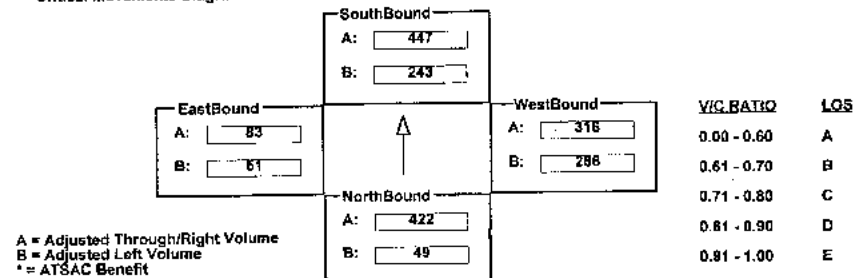 SouthBound
A: 447
B: 243
EastBound
A: 83
B: 61
WestBound
A: 316
B: 286
NorthBound
A: 422
B: 49
V/C RATIO LOS
0.00 - 0.60 A
0.61 - 0.70 B
0.71 - 0.80 C
0.81 - 0.90 D
0.91 - 1.00 E
A = Adjusted Through/Right Volume
B = Adjusted Left Volume
* = ATSAC Benefit